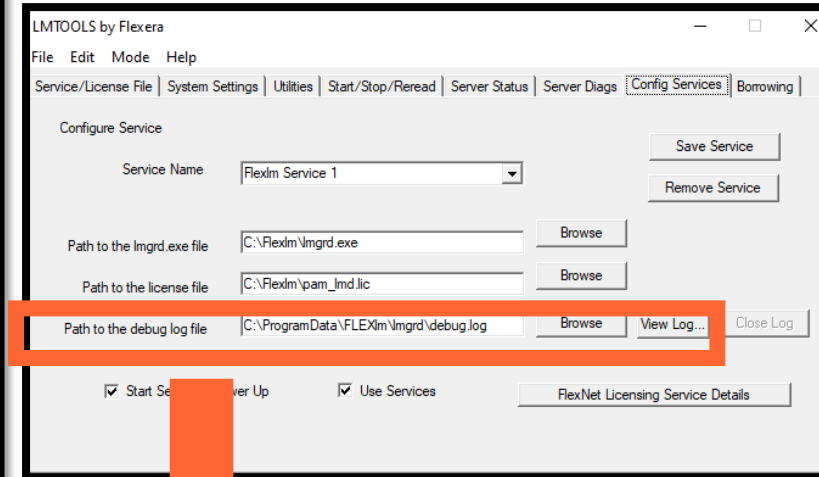 LMTOOLS by Flexera
File Edit Mode Help
Service/License File System Settings Utilities Start/Stop/Reread Server Status Server Diags Config Services Borrowing
Configure Service
Save Service
Service Name Flexlm Service 1
Remove Service
Path to the lmgrd.exe file C:\Flexlm\lmgrd.exe Browse
Path to the license file C:\Flexlm\pam_lmd.lic Browse
Path to the debug log file C:\ProgramData\FLEXlm\lmgrd\debug.log Browse View Log... Close Log
Start Up Use Services FlexNet Licensing Service Details